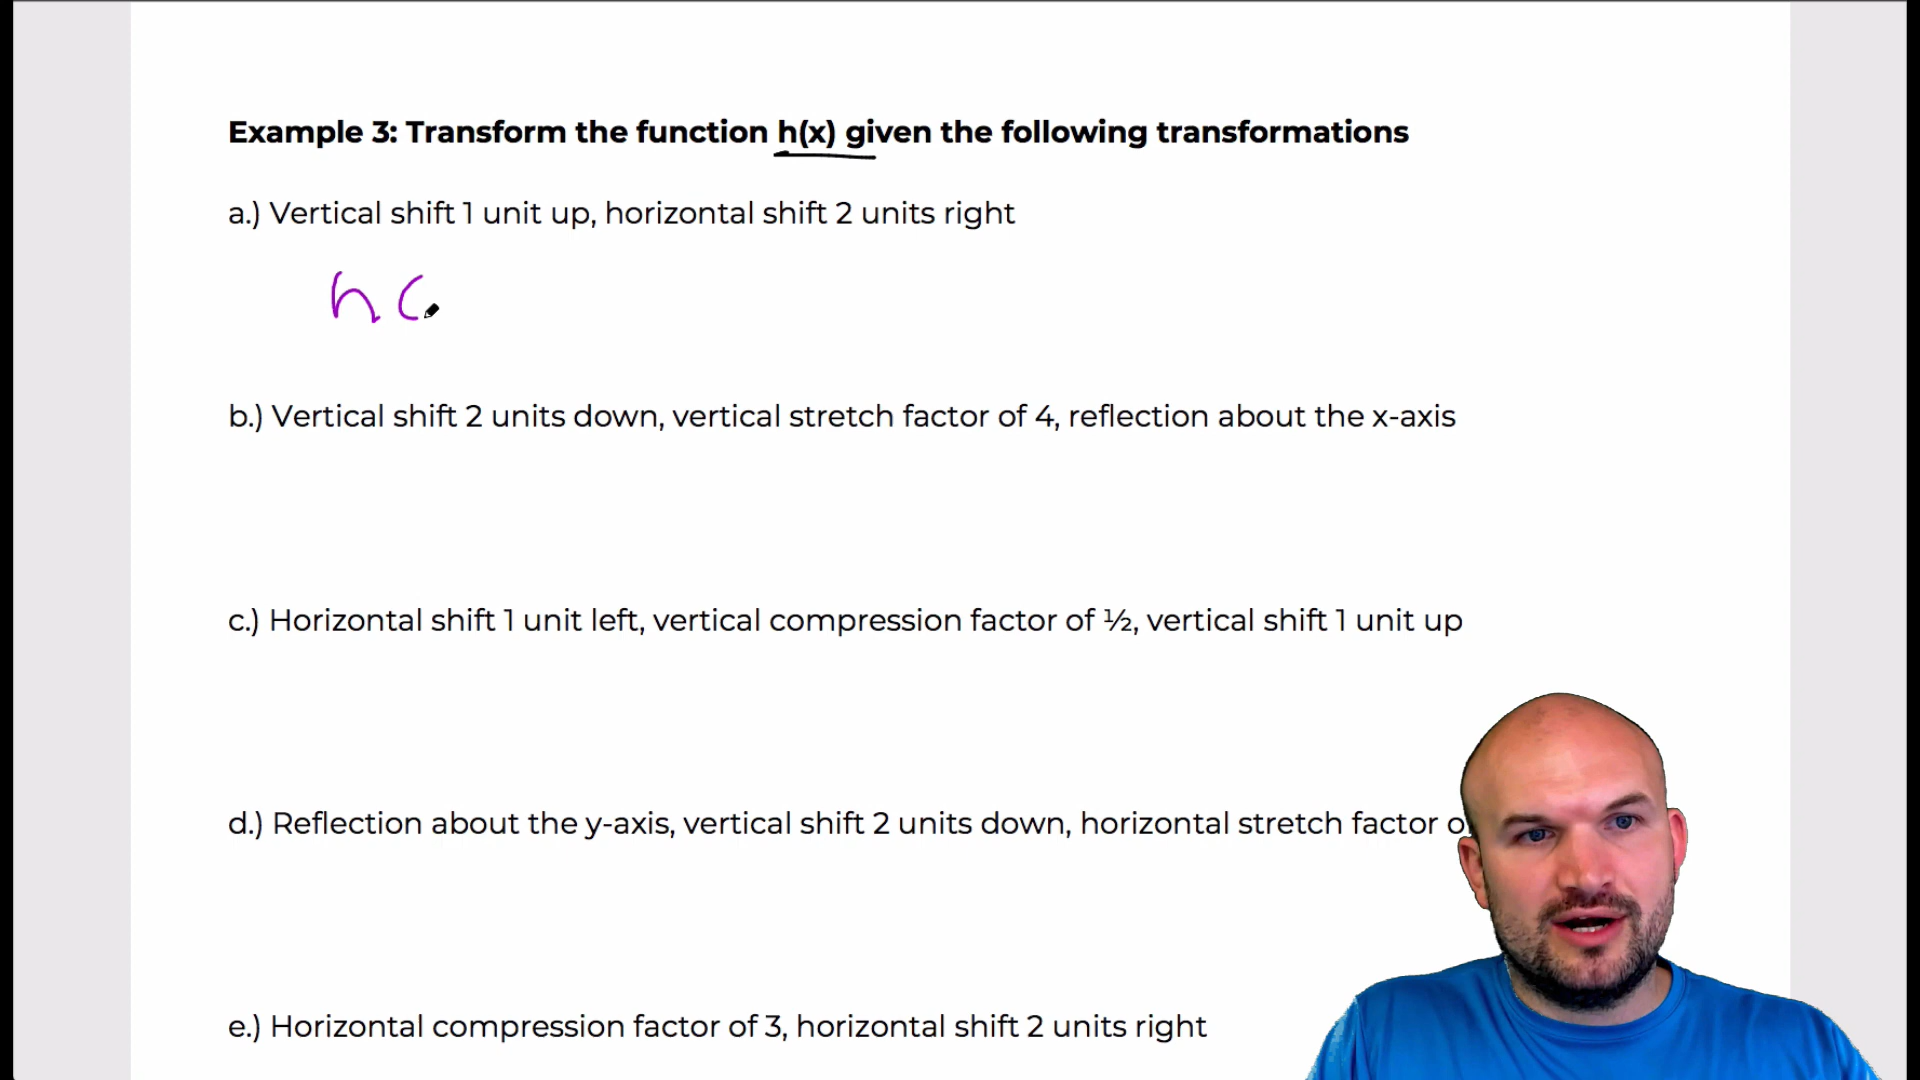 Example 3: Transform the function h(x) given the following transformations
a.) Vertical shift 1 unit up, horizontal shift 2 units right
h (
b.) Vertical shift 2 units down, vertical stretch factor of 4, reflection about the x-axis
c.) Horizontal shift 1 unit left, vertical compression factor of ½, vertical shift 1 unit up
d.) Reflection about the y-axis, vertical shift 2 units down, horizontal stretch factor
e.) Horizontal compression factor of 3, horizontal shift 2 units right